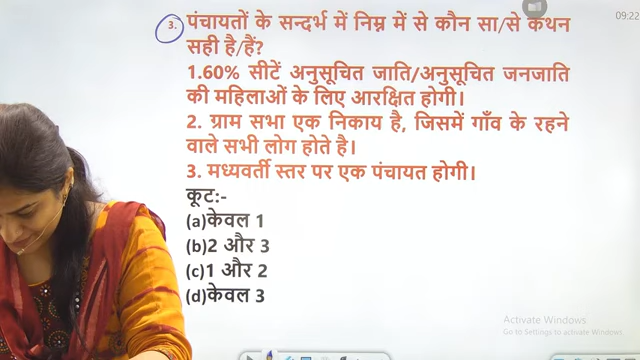 09:22
3. पंचायतों के सन्दर्भ में निम्न में से कौन सा/से कथन
सही है/हैं?
1.60% सीटें अनुसूचित जाति/अनुसूचित जनजाति
की महिलाओं के लिए आरक्षित होगी।
2. ग्राम सभा एक निकाय है, जिसमें गाँव के रहने
वाले सभी लोग होते है।
3. मध्यवर्ती स्तर पर एक पंचायत होगी।
कूट:-
(a)केवल 1
(b)2 और 3
(c)1 और 2
(d)केवल 3
Activate Windows
Go to Settings to activate Windows.